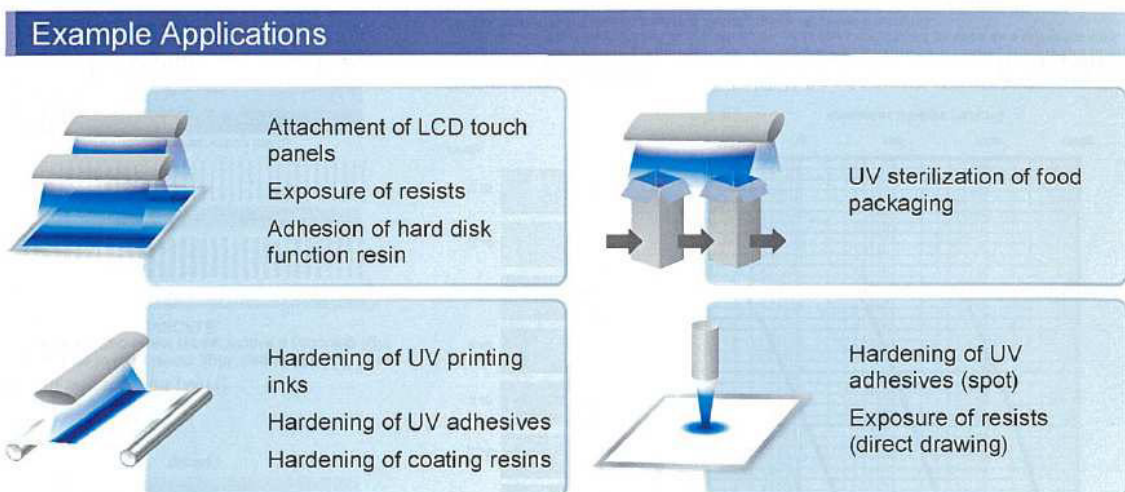 Example Applications
Attachment of LCD touch
panels
Exposure of resists
Adhesion of hard disk
function resin
UV sterilization of food
packaging
Hardening of UV printing
inks
Hardening of UV adhesives
Hardening of coating resins
Hardening of UV
adhesives (spot)
Exposure of resists
(direct drawing)